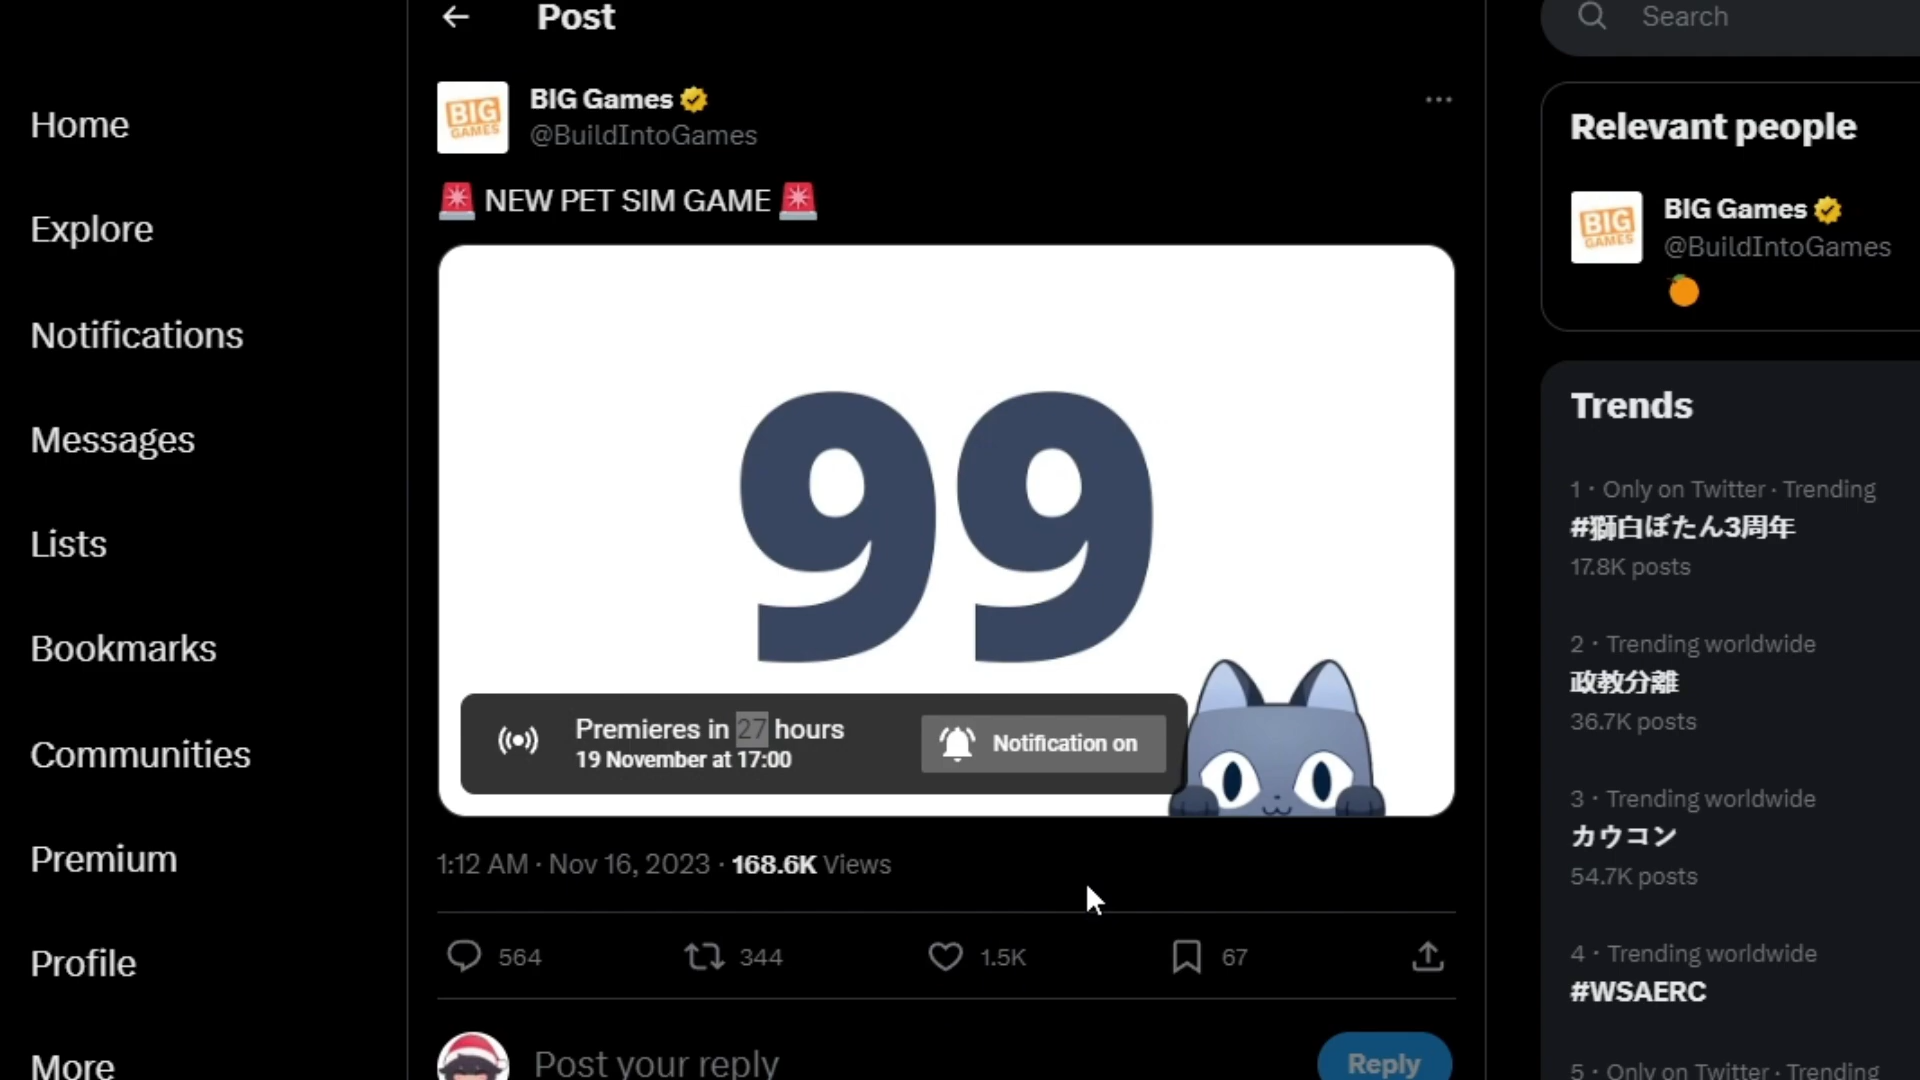 Post
Search
Home
Explore
Notifications
Messages
Lists
Bookmarks
Communities
Premium
Profile
More
BIG GAMES
BIG Games
@BuildIntoGames
🚨 NEW PET SIM GAME 🚨
99
Premieres in 27 hours
19 November at 17:00
Notification on
1:12 AM · Nov 16, 2023 · 168.6K Views
564
344
1.5K
67
Post your reply
Reply
Relevant people
BIG GAMES
BIG Games
@BuildIntoGames
🍊
Trends
1 · Only on Twitter · Trending
#獅白ぼたん3周年
17.8K posts
2 · Trending worldwide
政教分離
36.7K posts
3 · Trending worldwide
カウコン
54.7K posts
4 · Trending worldwide
#WSAERC
5 · Only on Twitter · Trending